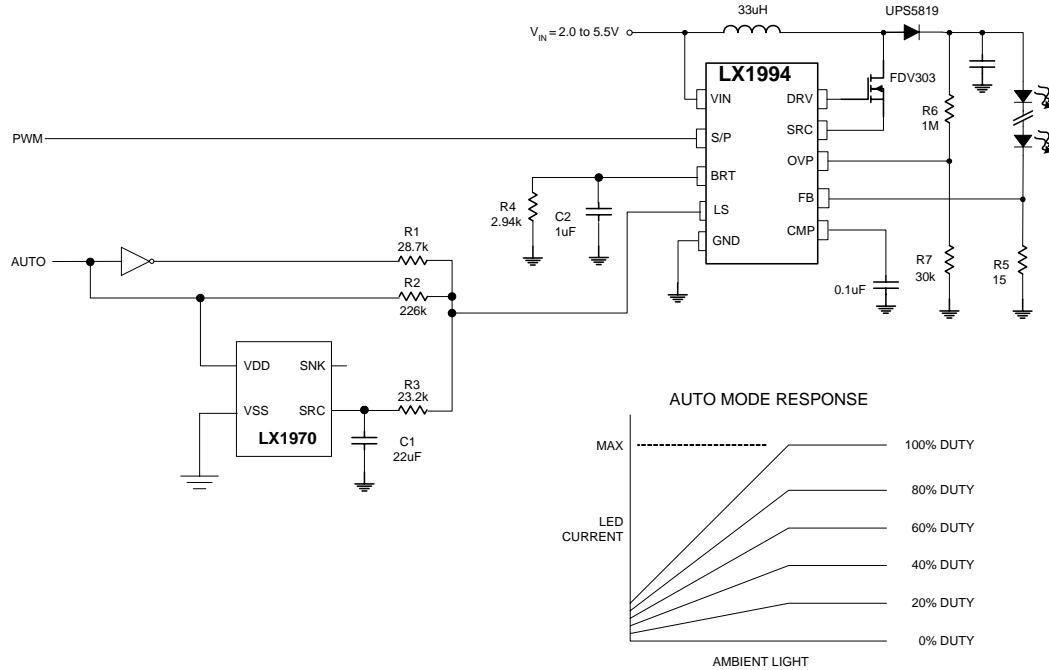 33uH
UPS5819
V_IN = 2.0 to 5.5V
LX1994
FDV303
VIN
DRV
R6
1M
PWM
S/P
SRC
OVP
BRT
R4
2.94k
C2
1uF
FB
LS
R1
28.7k
CMP
GND
AUTO
R7
30k
R5
15
R2
226k
0.1uF
VDD
SNK
R3
23.2k
VSS
SRC
LX1970
C1
22uF
AUTO MODE RESPONSE
MAX
100% DUTY
80% DUTY
LED
CURRENT
60% DUTY
40% DUTY
20% DUTY
0% DUTY
AMBIENT LIGHT